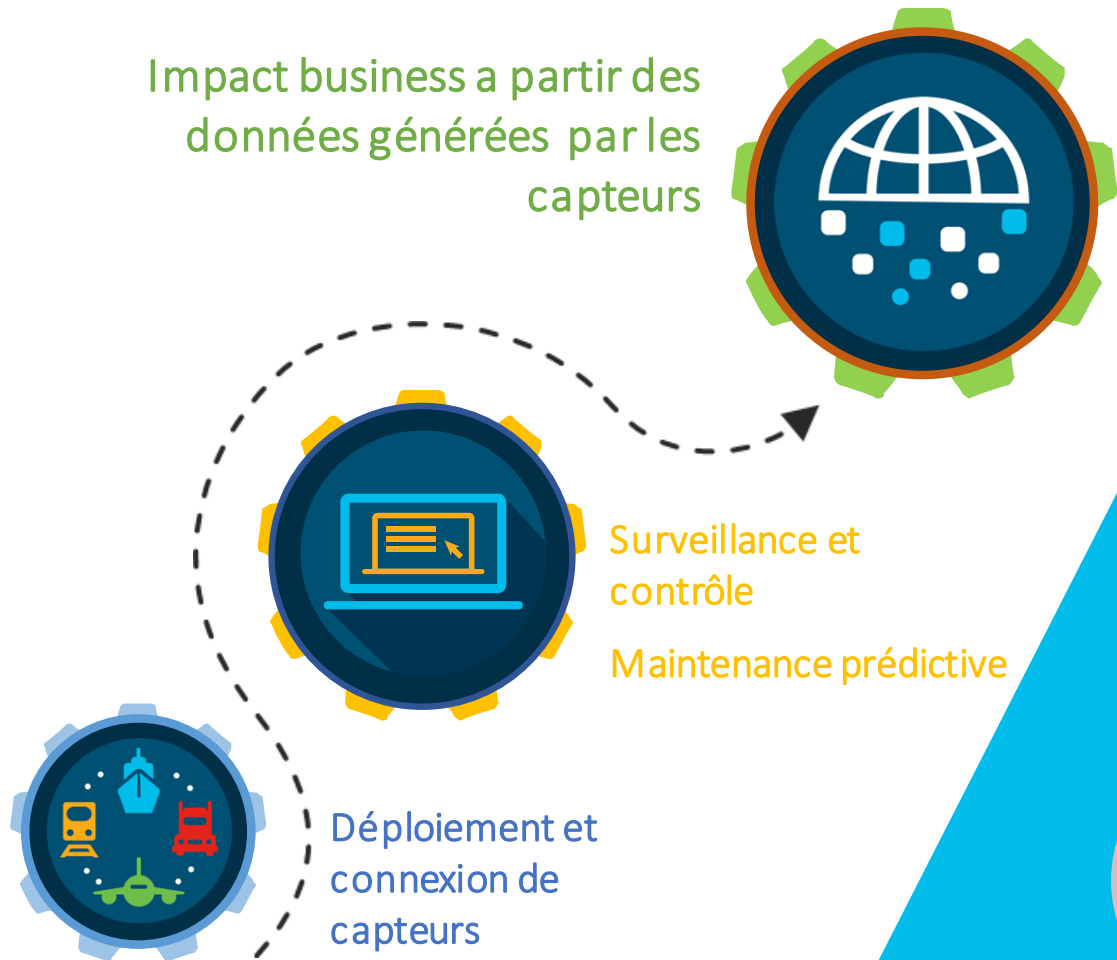 Impact business a partir des
données générées par les
capteurs
Surveillance et
contrôle
Maintenance prédictive
Déploiement et
connexion de
capteurs